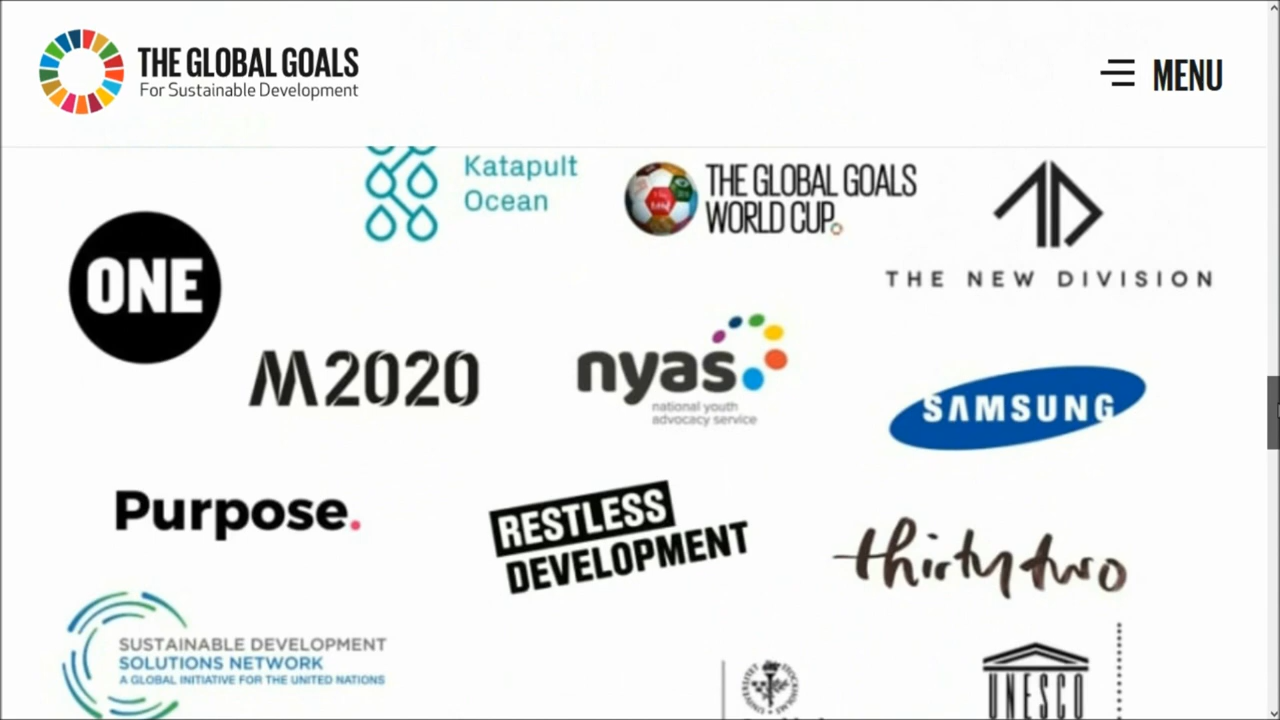 THE GLOBAL GOALS
For Sustainable Development
MENU
Katapult
Ocean
THE GLOBAL GOALS
WORLD CUP
THE NEW DIVISION
ONE
M2020
nyas
national youth
advocacy service
SAMSUNG
Purpose.
RESTLESS
DEVELOPMENT
thirty two
SUSTAINABLE DEVELOPMENT
SOLUTIONS NETWORK
A GLOBAL INITIATIVE FOR THE UNITED NATIONS
UNESCO